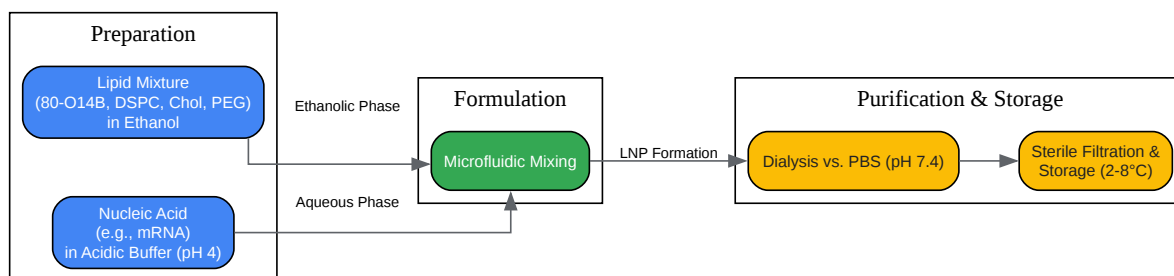 Preparation
Lipid Mixture
(80-O14B, DSPC, Chol, PEG)
in Ethanol
Nucleic Acid
(e.g., mRNA)
in Acidic Buffer (pH 4)
Ethanolic Phase
Aqueous Phase
Formulation
Microfluidic Mixing
LNP Formation
Purification & Storage
Dialysis vs. PBS (pH 7.4)
Sterile Filtration &
Storage (2-8°C)